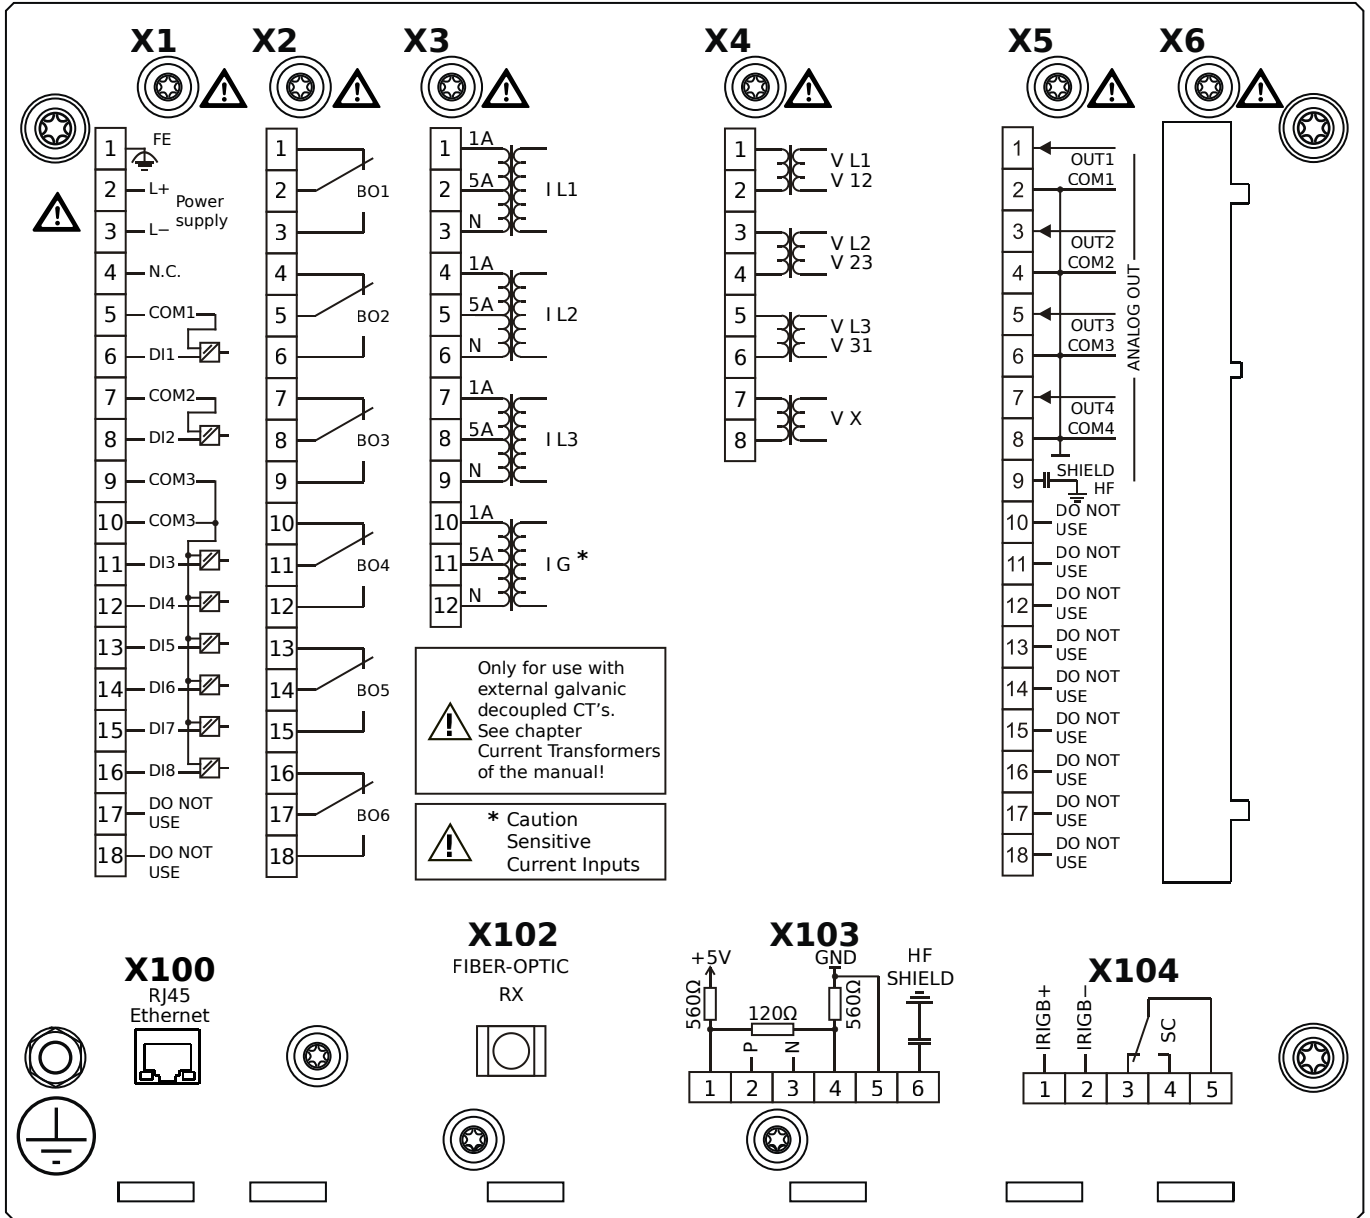 X1
X2
X3
X4
X5
X6
1 FE
2 L+
3 L−
Power
supply
4 N.C.
5 COM1
6 DI1
7 COM2
8 DI2
9 COM3
10 COM3
11 DI3
12 DI4
13 DI5
14 DI6
15 DI7
16 DI8
17 DO NOT
USE
18 DO NOT
USE
1
2 BO1
3
4
5 BO2
6
7
8 BO3
9
10
11 BO4
12
13
14 BO5
15
16
17 BO6
18
1 1A
2 5A I L1
3 N
4 1A
5 5A I L2
6 N
7 1A
8 5A I L3
9 N
10 1A
11 5A I G *
12 N
Only for use with
external galvanic
decoupled CT's.
See chapter
Current Transformers
of the manual!
* Caution
Sensitive
Current Inputs
1 V L1
2 V 12
3 V L2
4 V 23
5 V L3
6 V 31
7
V X
8
1
OUT1
2 COM1
3
OUT2
4 COM2
5
OUT3
6 COM3
7
OUT4
8 COM4
ANALOG OUT
9 SHIELD
HF
10 DO NOT
USE
11 DO NOT
USE
12 DO NOT
USE
13 DO NOT
USE
14 DO NOT
USE
15 DO NOT
USE
16 DO NOT
USE
17 DO NOT
USE
18 DO NOT
USE
X100
RJ45
Ethernet
X102
FIBER-OPTIC
RX
X103
+5V
GND
HF
SHIELD
560Ω
120Ω
560Ω
P
N
1 2 3 4 5 6
X104
IRIGB+
IRIGB−
SC
1 2 3 4 5